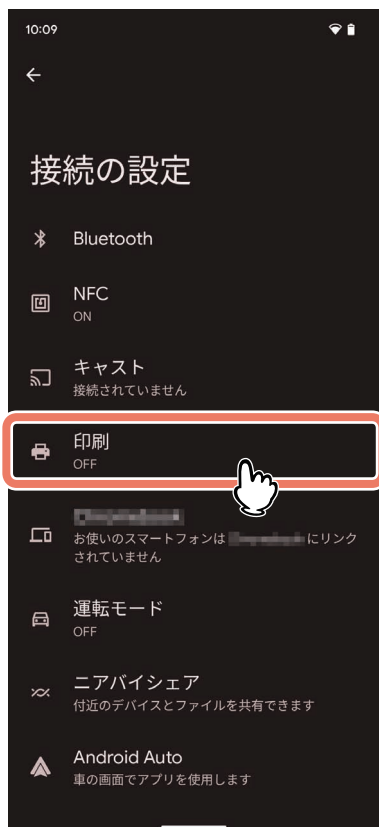 10:09
接続の設定
Bluetooth
NFC
ON
キャスト
接続されていません
印刷
OFF
お使いのスマートフォンは にリンク
されていません
運転モード
OFF
ニアバイシェア
付近のデバイスとファイルを共有できます
Android Auto
車の画面でアプリを使用します